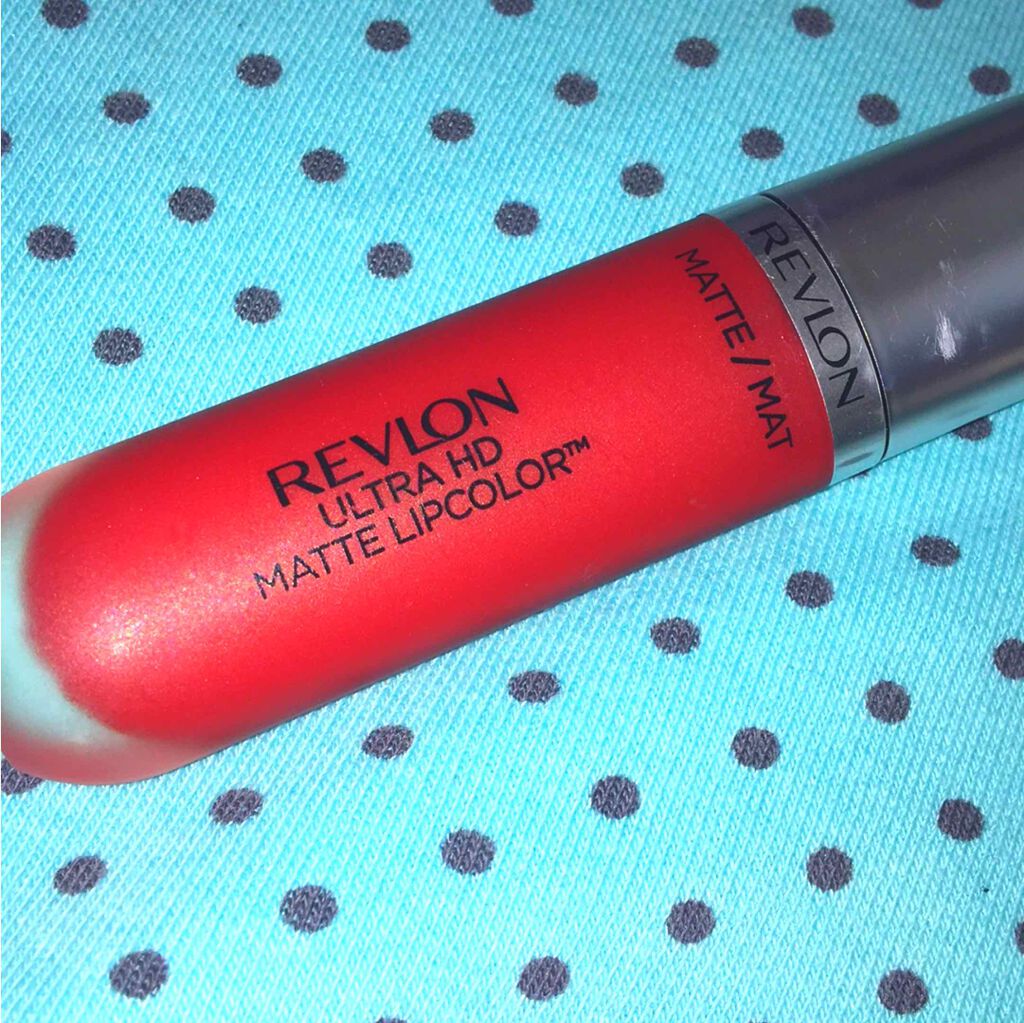 REVLON
ULTRA HD
MATTE LIPCOLOR™
MATTE / MAT
REVLON